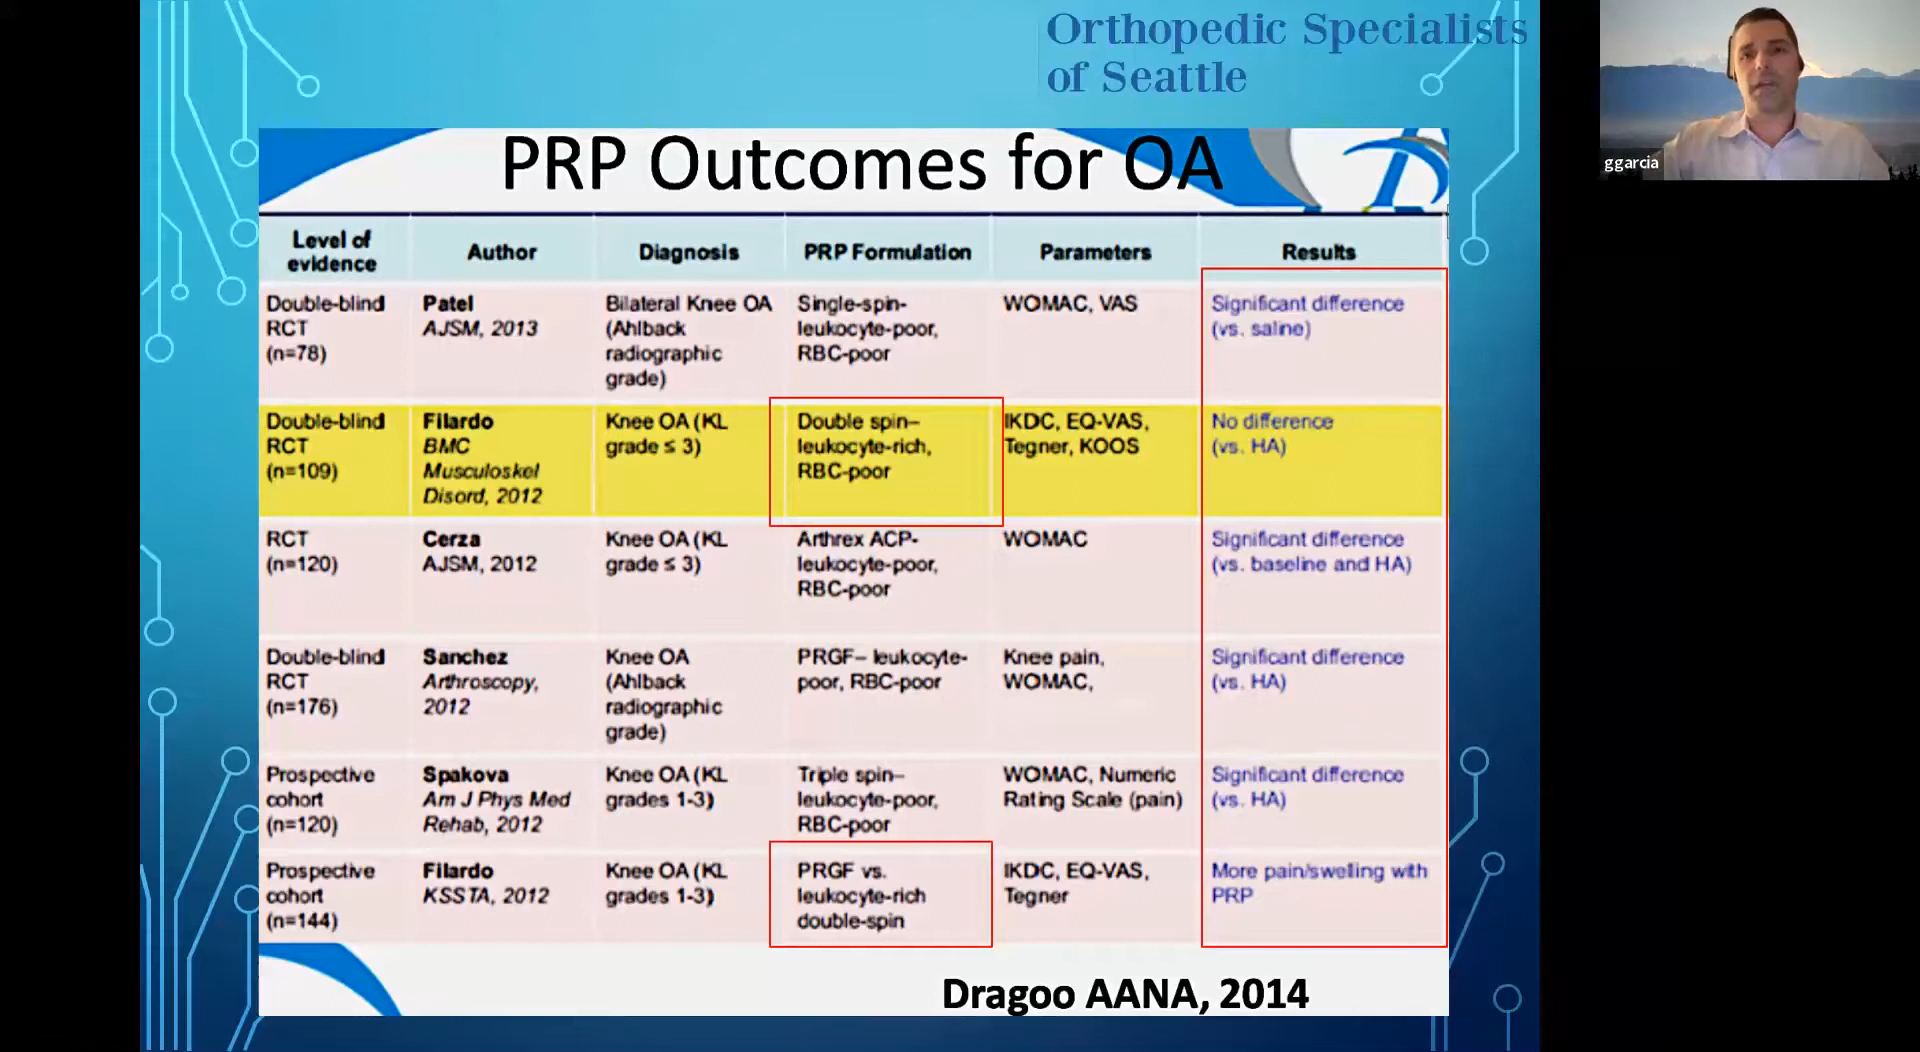 Orthopedic Specialists
of Seattle
ggarcia
PRP Outcomes for OA
Level of
evidence
Author
Diagnosis
PRP Formulation
Parameters
Results
Double-blind
RCT
(n=78)
Patel
AJSM, 2013
Bilateral Knee OA
(Ahlback
radiographic
grade)
Single-spin-
leukocyte-poor,
RBC-poor
WOMAC, VAS
Significant difference
(vs. saline)
Double-blind
RCT
(n=109)
Filardo
BMC
Musculoskel
Disord, 2012
Knee OA (KL
grade ≤ 3)
Double spin–
leukocyte-rich,
RBC-poor
IKDC, EQ-VAS,
Tegner, KOOS
No difference
(vs. HA)
RCT
(n=120)
Cerza
AJSM, 2012
Knee OA (KL
grade ≤ 3)
Arthrex ACP-
leukocyte-poor,
RBC-poor
WOMAC
Significant difference
(vs. baseline and HA)
Double-blind
RCT
(n=176)
Sanchez
Arthroscopy,
2012
Knee OA
(Ahlback
radiographic
grade)
PRGF– leukocyte-
poor, RBC-poor
Knee pain,
WOMAC,
Significant difference
(vs. HA)
Prospective
cohort
(n=120)
Spakova
Am J Phys Med
Rehab, 2012
Knee OA (KL
grades 1-3)
Triple spin–
leukocyte-poor,
RBC-poor
WOMAC, Numeric
Rating Scale (pain)
Significant difference
(vs. HA)
Prospective
cohort
(n=144)
Filardo
KSSTA, 2012
Knee OA (KL
grades 1-3)
PRGF vs.
leukocyte-rich
double-spin
IKDC, EQ-VAS,
Tegner
More pain/swelling with
PRP
Dragoo AANA, 2014